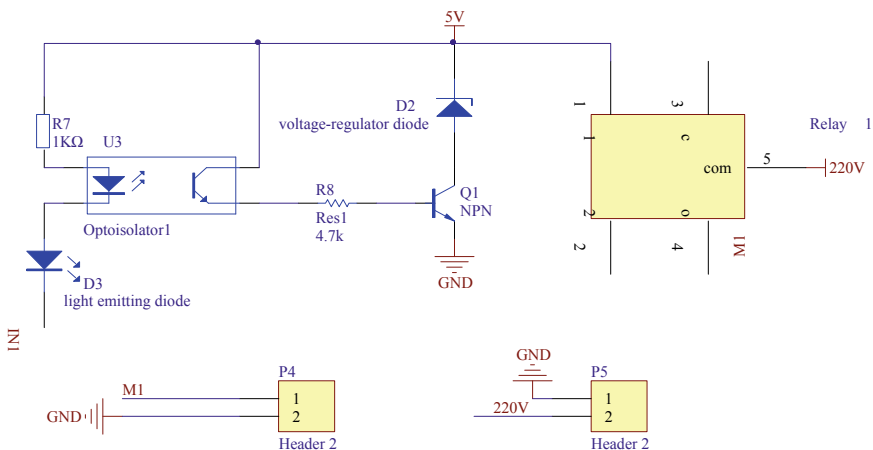 5V
R7
1KΩ
U3
Optoisolator1
D3
light emitting diode
IN1
R8
Res1
4.7k
D2
voltage-regulator diode
Q1
NPN
GND
1
3
1
c
Relay 1
com
5
220V
2
o
2
4
M1
P4
M1
1
GND
2
Header 2
GND
P5
1
220V
2
Header 2